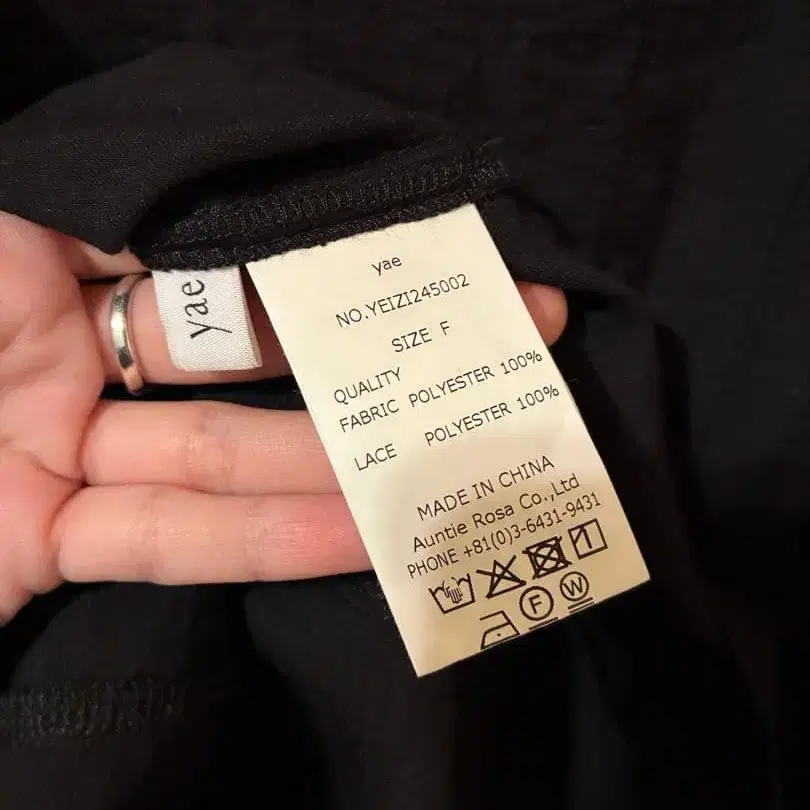 yae
yae
NO.YEIZI245002
SIZE F
QUALITY
FABRIC POLYESTER 100%
LACE POLYESTER 100%
MADE IN CHINA
Auntie Rosa Co.,Ltd
PHONE +81(0)3-6431-9431
F W